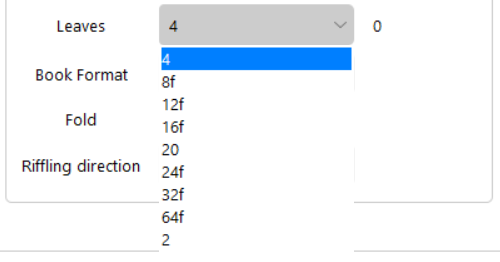 Leaves 4 0
4
Book Format
8f
12f
Fold
16f
20
Riffling direction
24f
32f
64f
2